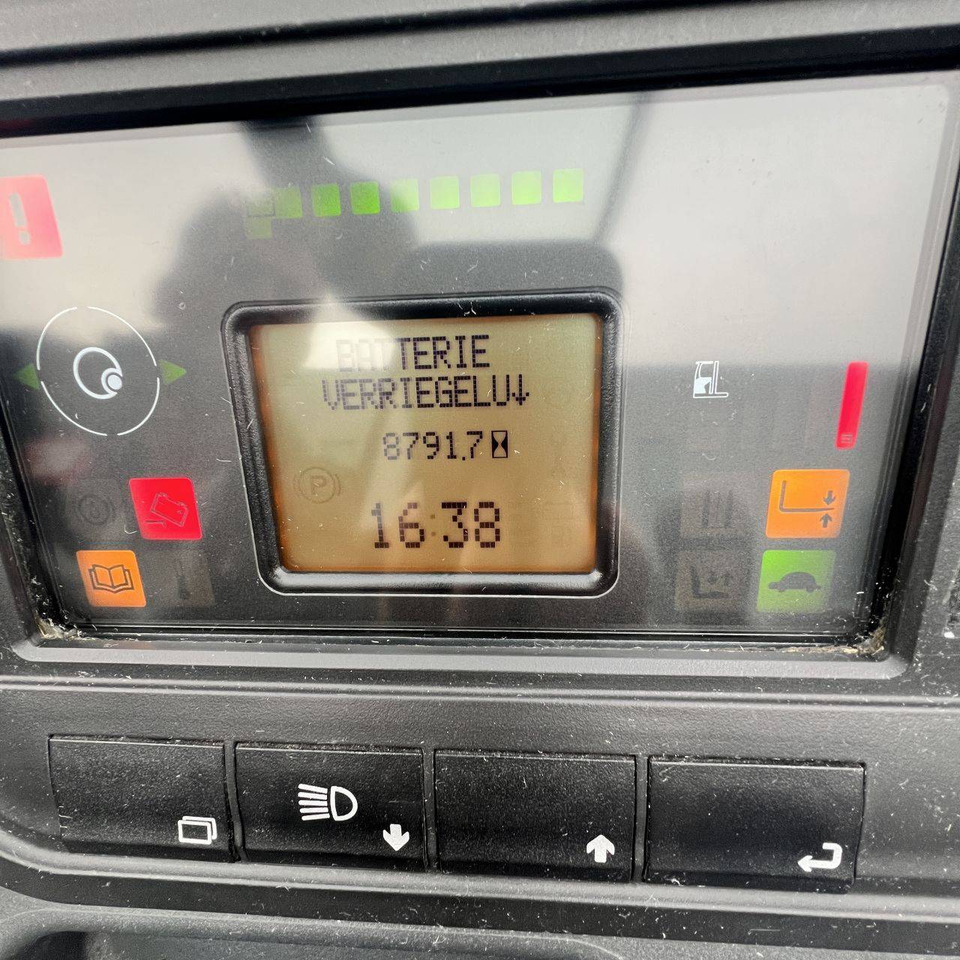 !
BATTERIE
VERRIEGELU↓
8791.7
P
16:38